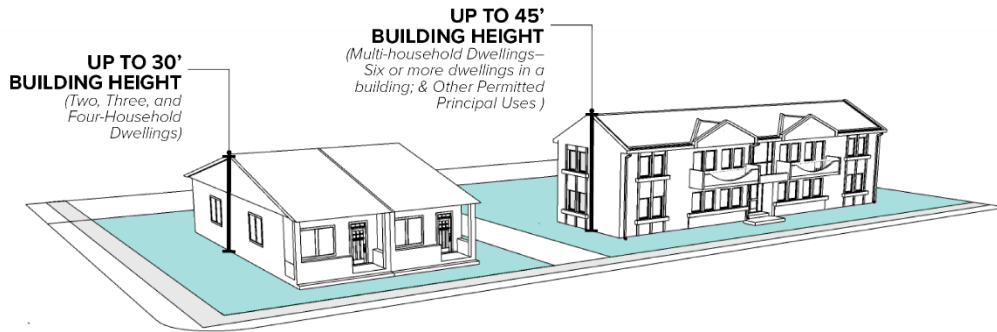 UP TO 30’
BUILDING HEIGHT
(Two, Three, and
Four-Household
Dwellings)
UP TO 45’
BUILDING HEIGHT
(Multi-household Dwellings–
Six or more dwellings in a
building; & Other Permitted
Principal Uses )